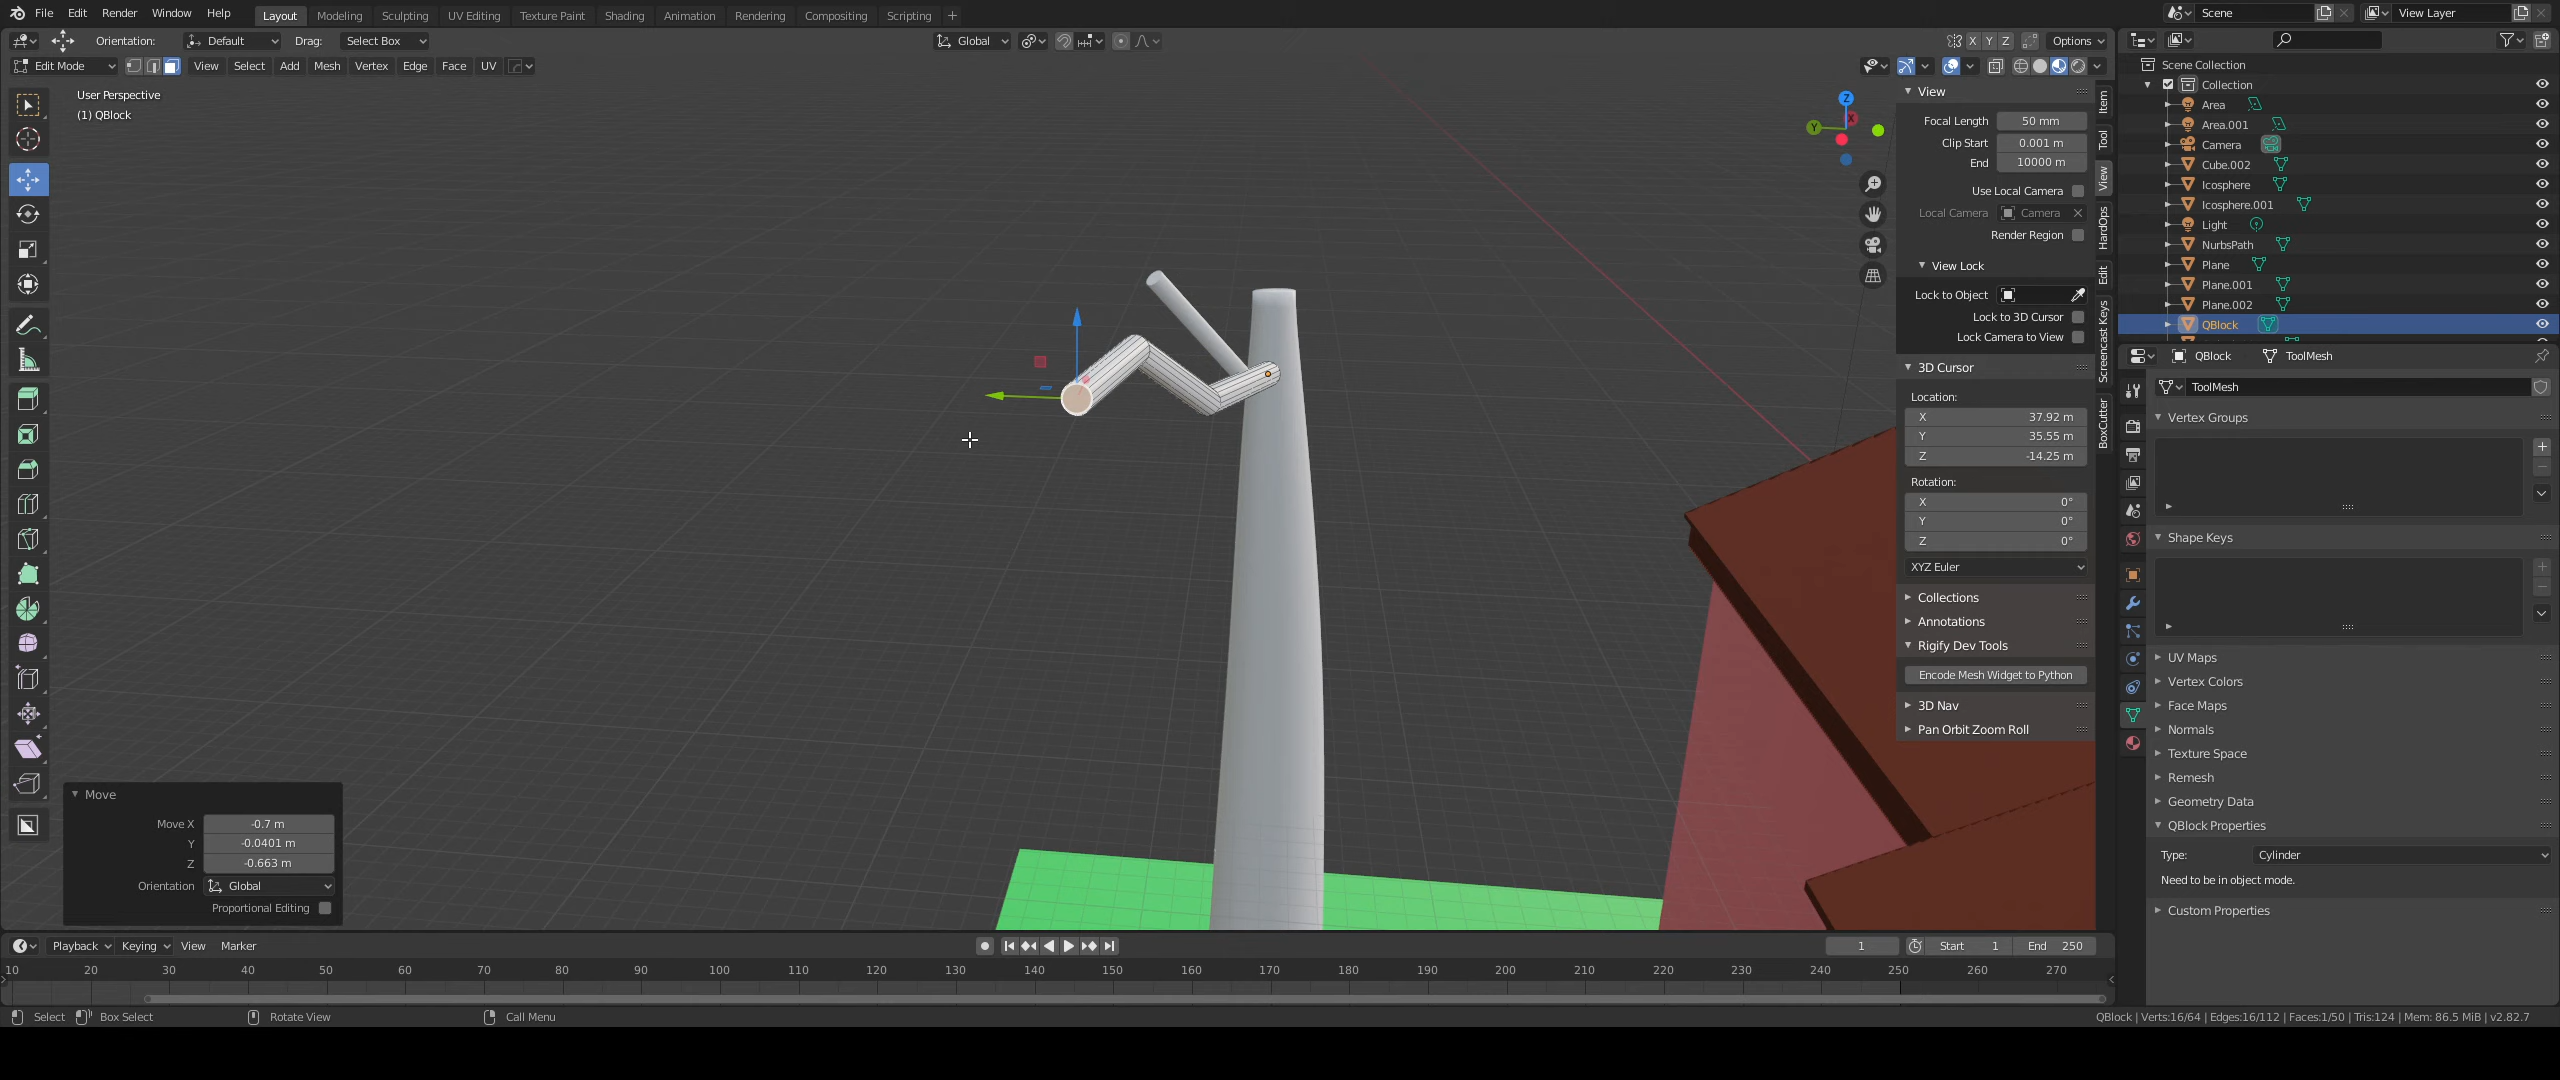 File Edit Render Window Help Layout Modeling Sculpting UV Editing Texture Paint Shading Animation Rendering Compositing Scripting + Scene View Layer
Orientation: Default Drag: Select Box Global X Y Z Options
Edit Mode View Select Add Mesh Vertex Edge Face UV
User Perspective
(1) QBlock
Z
X
Y
View
Focal Length 50 mm
Clip Start 0.001 m
End 10000 m
Use Local Camera
Local Camera Camera
Render Region
View Lock
Lock to Object
Lock to 3D Cursor
Lock Camera to View
3D Cursor
Location:
X 37.92 m
Y 35.55 m
Z -14.25 m
Rotation:
X 0°
Y 0°
Z 0°
XYZ Euler
Collections
Annotations
Rigify Dev Tools
Encode Mesh Widget to Python
3D Nav
Pan Orbit Zoom Roll
Item
Tool
View
HardOps
Edit
Screencast Keys
BoxCutter
Scene Collection
Collection
Area
Area.001
Camera
Cube.002
Icosphere
Icosphere.001
Light
NurbsPath
Plane
Plane.001
Plane.002
QBlock
QBlock ToolMesh
ToolMesh
Vertex Groups
Shape Keys
UV Maps
Vertex Colors
Face Maps
Normals
Texture Space
Remesh
Geometry Data
QBlock Properties
Type: Cylinder
Need to be in object mode.
Custom Properties
Move
Move X -0.7 m
Y -0.0401 m
Z -0.663 m
Orientation Global
Proportional Editing
Playback Keying View Marker 1 Start 1 End 250
10 20 30 40 50 60 70 80 90 100 110 120 130 140 150 160 170 180 190 200 210 220 230 240 250 260 270
Select Box Select Rotate View Call Menu QBlock | Verts:16/64 | Edges:16/112 | Faces:1/50 | Tris:124 | Mem: 86.5 MiB | v2.82.7